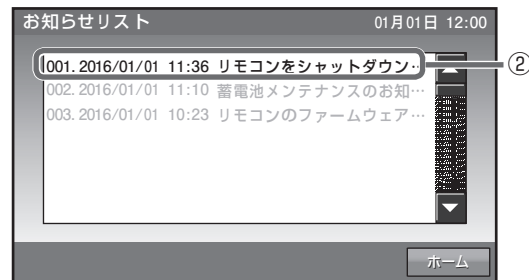 お知らせリスト 01月01日 12:00
001. 2016/01/01 11:36 リモコンをシャットダウン… ②
002. 2016/01/01 11:10 蓄電池メンテナンスのお知…
003. 2016/01/01 10:23 リモコンのファームウェア…
ホーム